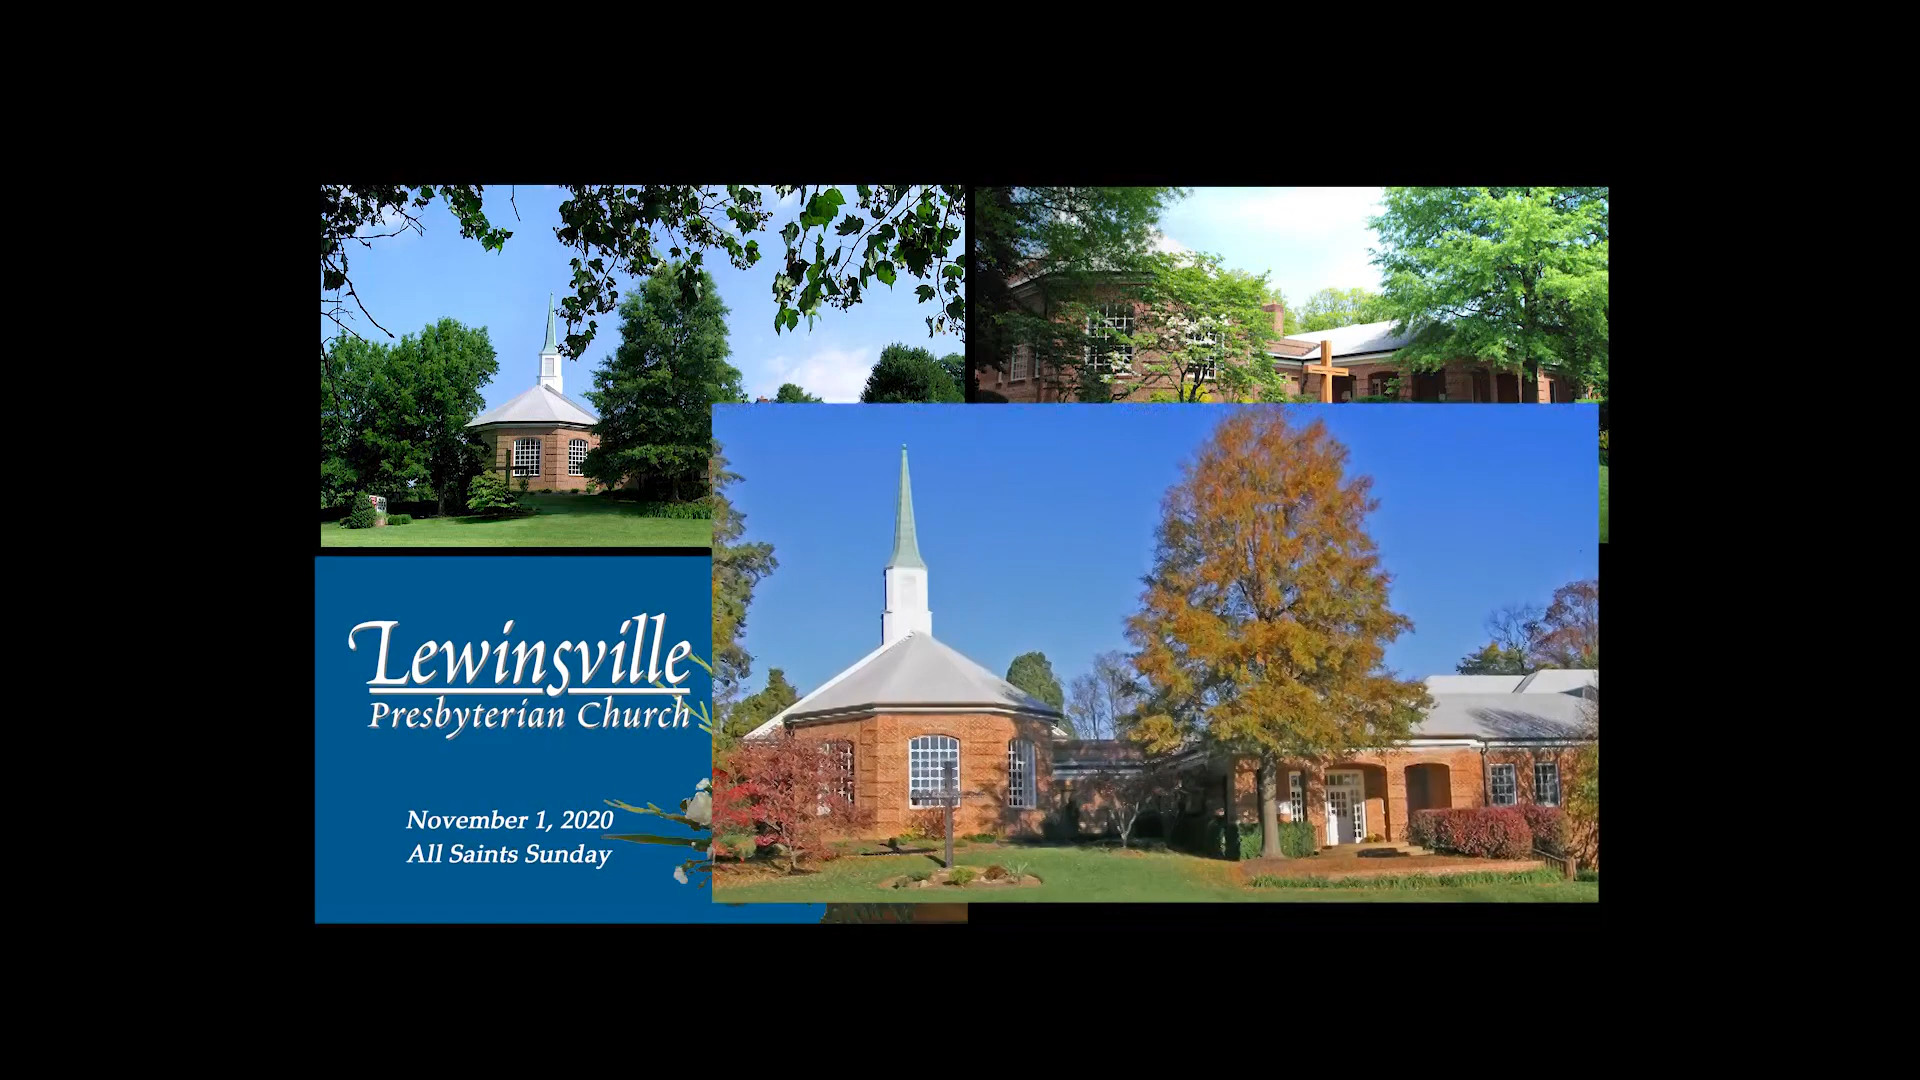 Lewinsville
Presbyterian Church
November 1, 2020
All Saints Sunday